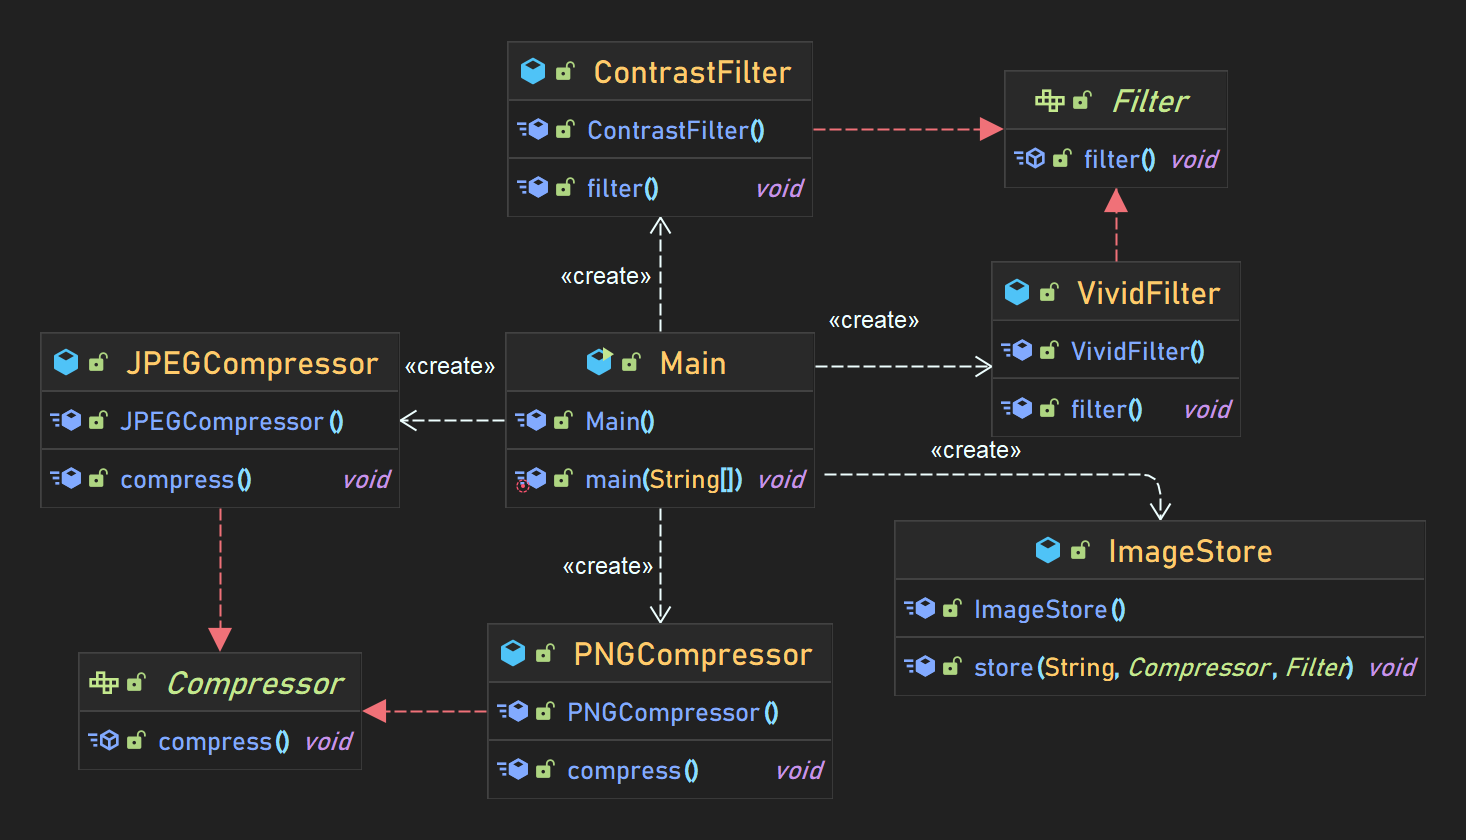 ContrastFilter
ContrastFilter()
filter() void
Filter
filter() void
«create»
«create»
VividFilter
VividFilter()
filter() void
JPEGCompressor
JPEGCompressor()
compress() void
«create»
Main
Main()
main(String[]) void
«create»
ImageStore
ImageStore()
store(String, Compressor, Filter) void
«create»
Compressor
compress() void
PNGCompressor
PNGCompressor()
compress() void